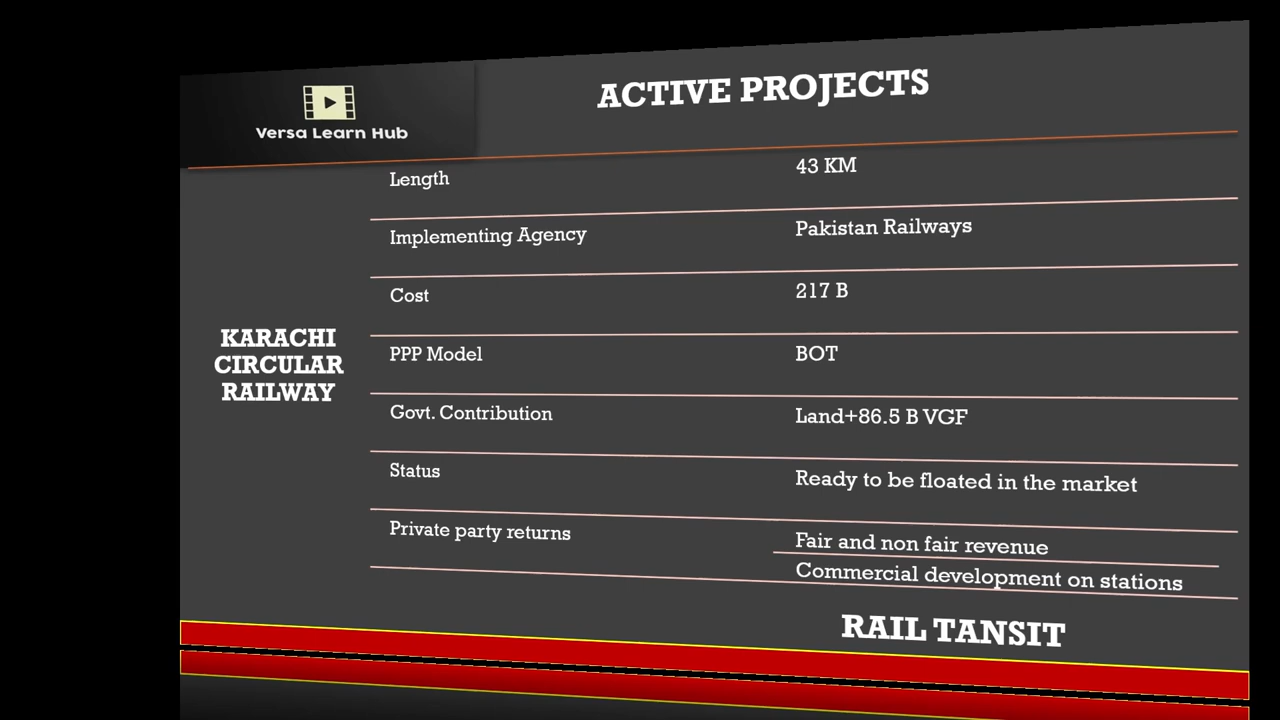 Versa Learn Hub
ACTIVE PROJECTS
KARACHI
CIRCULAR
RAILWAY
Length 43 KM
Implementing Agency Pakistan Railways
Cost 217 B
PPP Model BOT
Govt. Contribution Land+86.5 B VGF
Status Ready to be floated in the market
Private party returns Fair and non fair revenue
Commercial development on stations
RAIL TANSIT